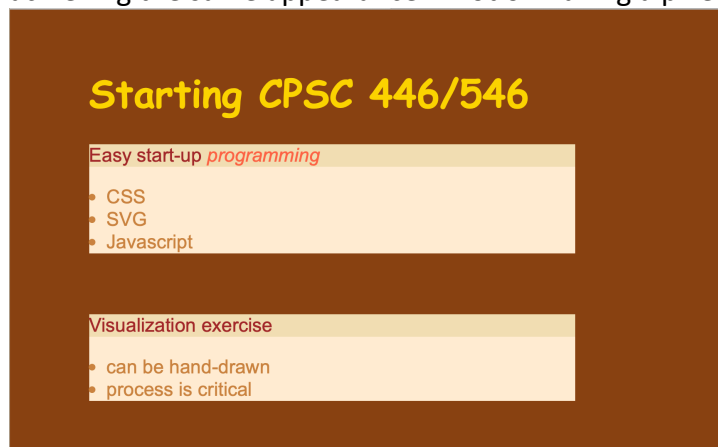 Starting CPSC 446/546
Easy start-up programming
CSS
SVG
Javascript
Visualization exercise
can be hand-drawn
process is critical